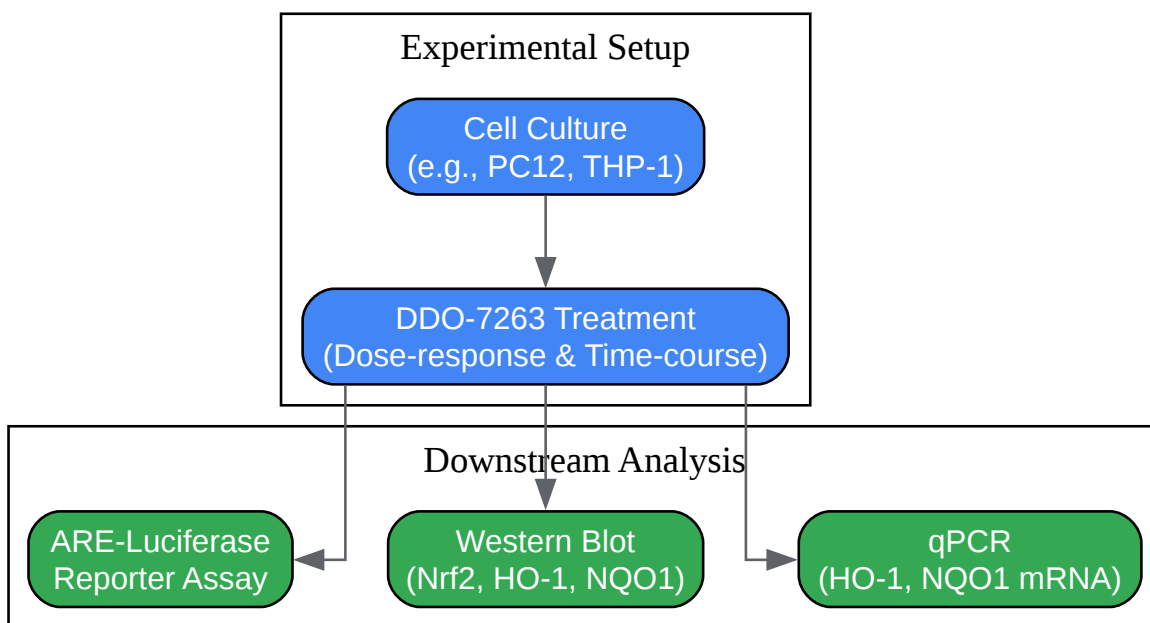 Experimental Setup
Cell Culture
(e.g., PC12, THP-1)
DDO-7263 Treatment
(Dose-response & Time-course)
Downstream Analysis
ARE-Luciferase
Reporter Assay
Western Blot
(Nrf2, HO-1, NQO1)
qPCR
(HO-1, NQO1 mRNA)